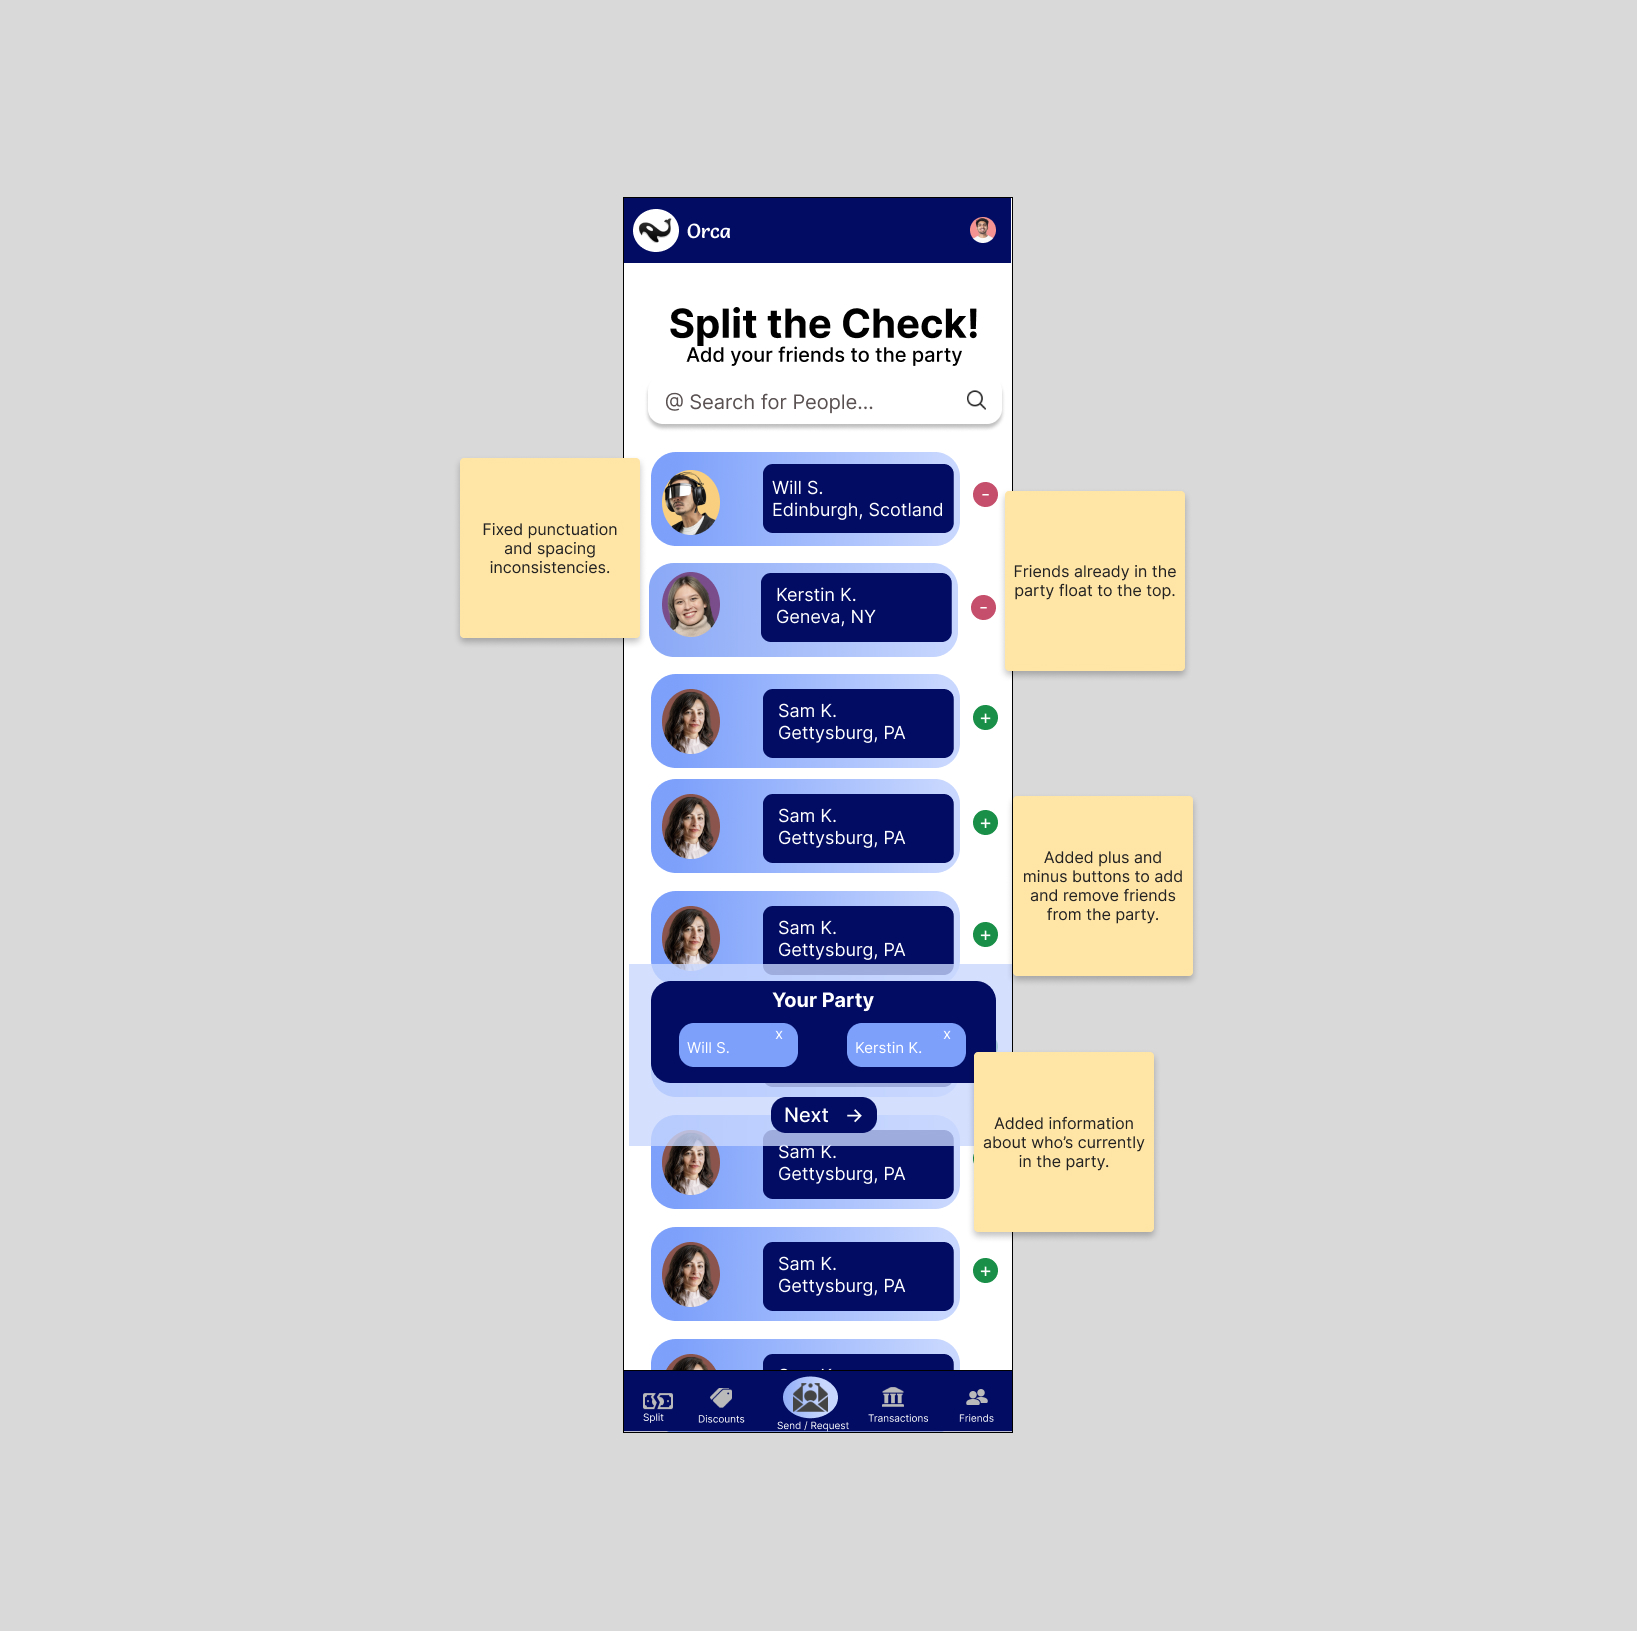 Orca
Split the Check!
Add your friends to the party
@ Search for People...
Will S.
Edinburgh, Scotland
-
Fixed punctuation
and spacing
inconsistencies.
Friends already in the
party float to the top.
Kerstin K.
Geneva, NY
-
Sam K.
Gettysburg, PA
+
Sam K.
Gettysburg, PA
+
Added plus and
minus buttons to add
and remove friends
from the party.
Sam K.
Gettysburg, PA
+
Your Party
Will S.
x
Kerstin K.
x
Next →
Added information
about who’s currently
in the party.
Sam K.
Gettysburg, PA
Sam K.
Gettysburg, PA
+
Split
Discounts
Send / Request
Transactions
Friends